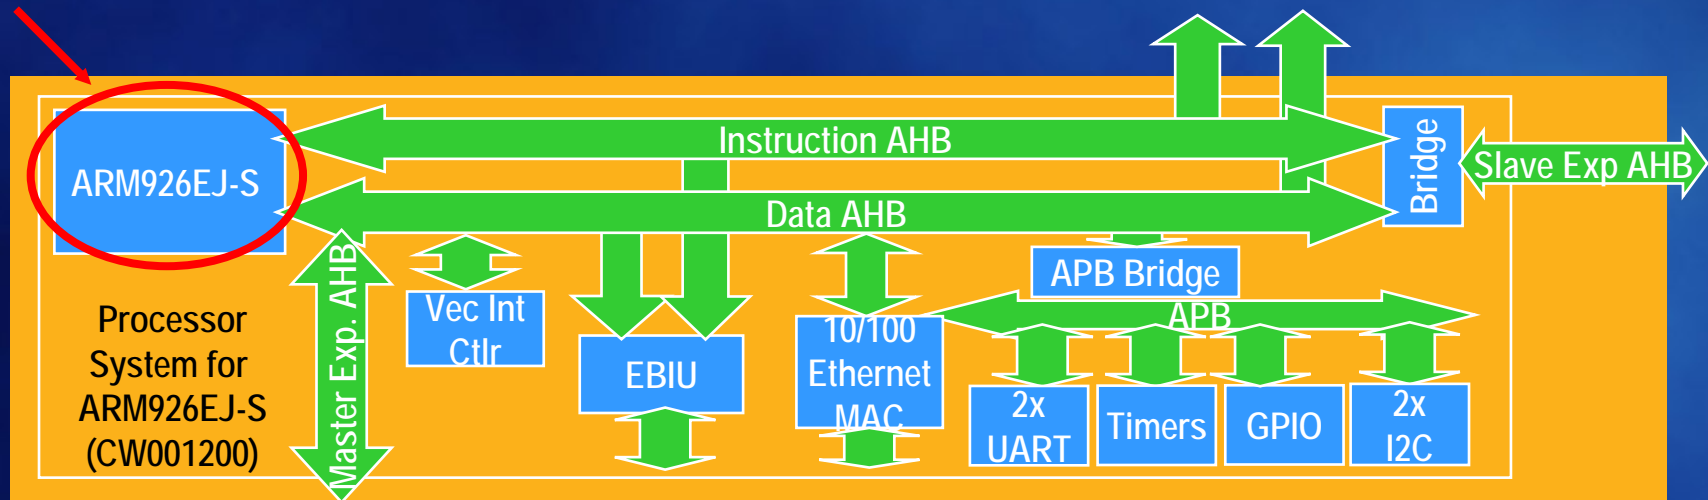 Instruction AHB
ARM926EJ-S
Bridge
Slave Exp AHB
Data AHB
Master Exp. AHB
APB Bridge
Vec Int
Ctlr
APB
Processor
System for
ARM926EJ-S
(CW001200)
EBIU
10/100
Ethernet
MAC
2x
UART
Timers
GPIO
2x
I2C